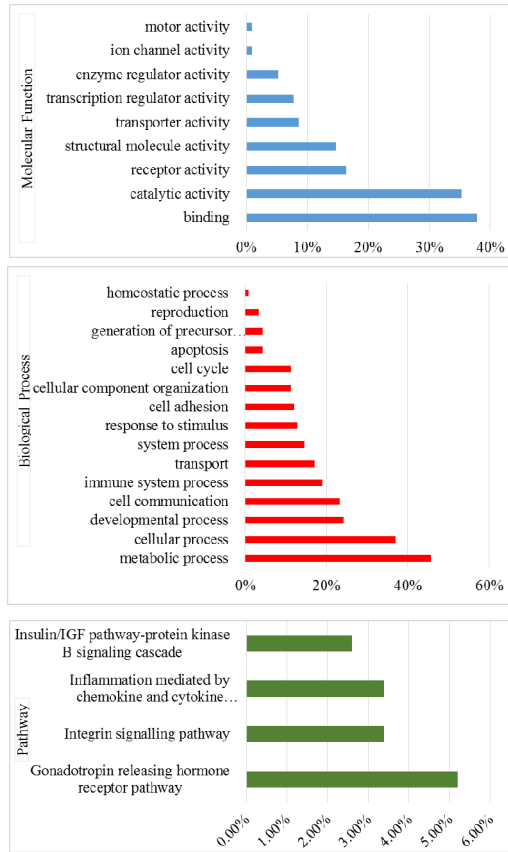 Molecular Function
motor activity
ion channel activity
enzyme regulator activity
transcription regulator activity
transporter activity
structural molecule activity
receptor activity
catalytic activity
binding
0% 10% 20% 30% 40%
Biological Process
homeostatic process
reproduction
generation of precursor…
apoptosis
cell cycle
cellular component organization
cell adhesion
response to stimulus
system process
transport
immune system process
cell communication
developmental process
cellular process
metabolic process
0% 20% 40% 60%
Pathway
Insulin/IGF pathway-protein kinase
B signaling cascade
Inflammation mediated by
chemokine and cytokine…
Integrin signalling pathway
Gonadotropin releasing hormone
receptor pathway
0.00% 1.00% 2.00% 3.00% 4.00% 5.00% 6.00%